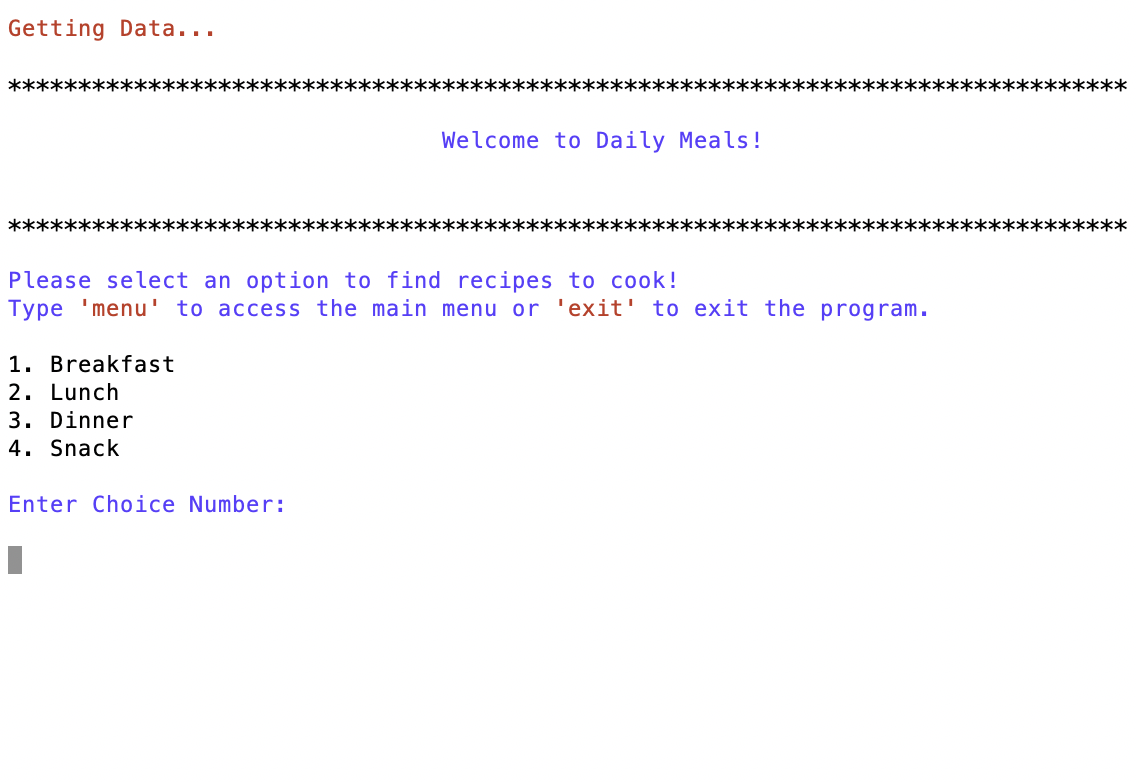 Getting Data...
********************************************************************************
Welcome to Daily Meals!
********************************************************************************
Please select an option to find recipes to cook!
Type 'menu' to access the main menu or 'exit' to exit the program.
1. Breakfast
2. Lunch
3. Dinner
4. Snack
Enter Choice Number: